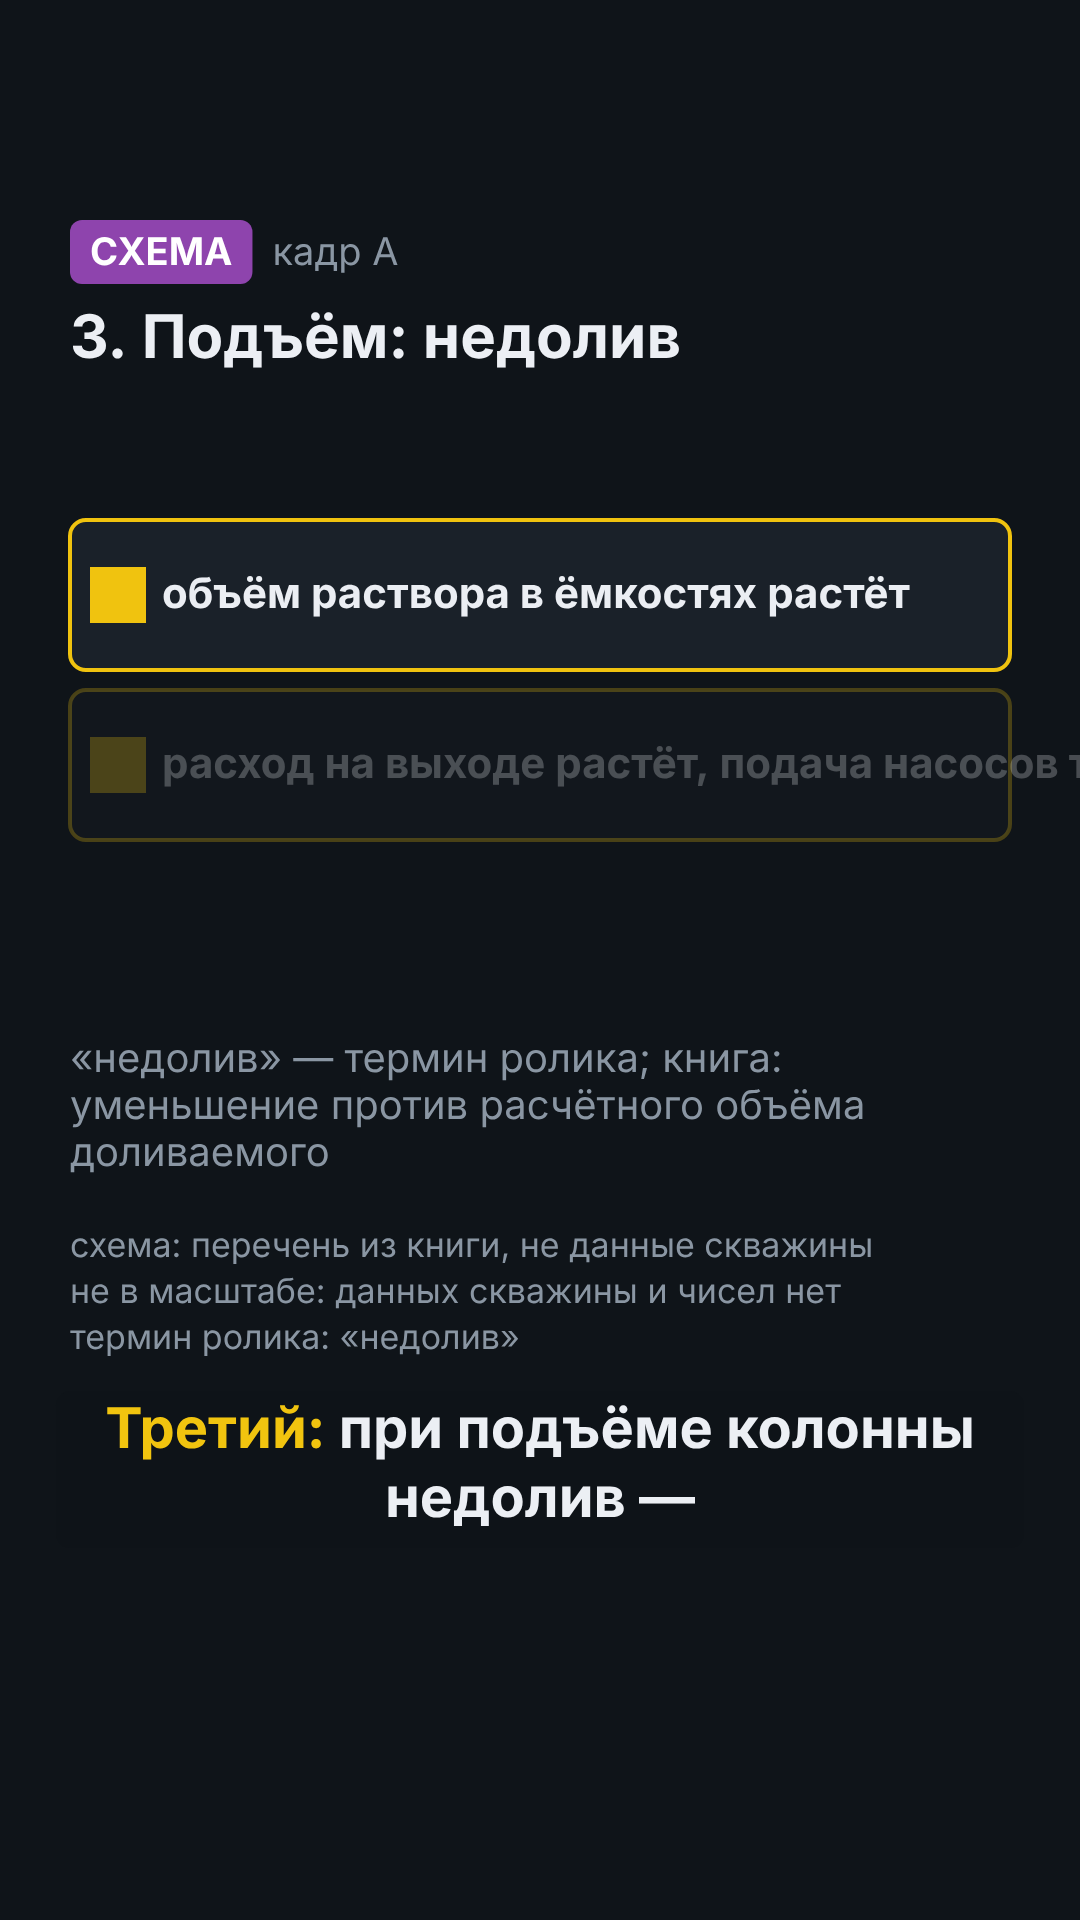 СХЕМА кадр А
3. Подъём: недолив
объём раствора в ёмкостях растёт
расход на выходе растёт, подача насосов
«недолив» — термин ролика; книга:
уменьшение против расчётного объёма
доливаемого
схема: перечень из книги, не данные скважины
не в масштабе: данных скважины и чисел нет
термин ролика: «недолив»
Третий: при подъёме колонны
недолив —